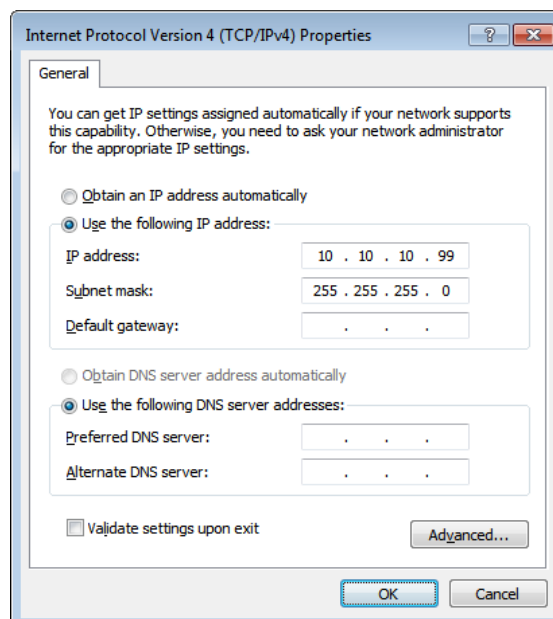 Internet Protocol Version 4 (TCP/IPv4) Properties
General
You can get IP settings assigned automatically if your network supports
this capability. Otherwise, you need to ask your network administrator
for the appropriate IP settings.
Obtain an IP address automatically
Use the following IP address:
IP address: 10 . 10 . 10 . 99
Subnet mask: 255 . 255 . 255 . 0
Default gateway: . . .
Obtain DNS server address automatically
Use the following DNS server addresses:
Preferred DNS server: . . .
Alternate DNS server: . . .
Validate settings upon exit
Advanced...
OK Cancel